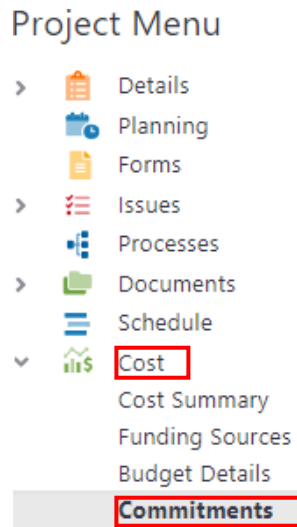 Project Menu
Details
Planning
Forms
Issues
Processes
Documents
Schedule
Cost
Cost Summary
Funding Sources
Budget Details
Commitments